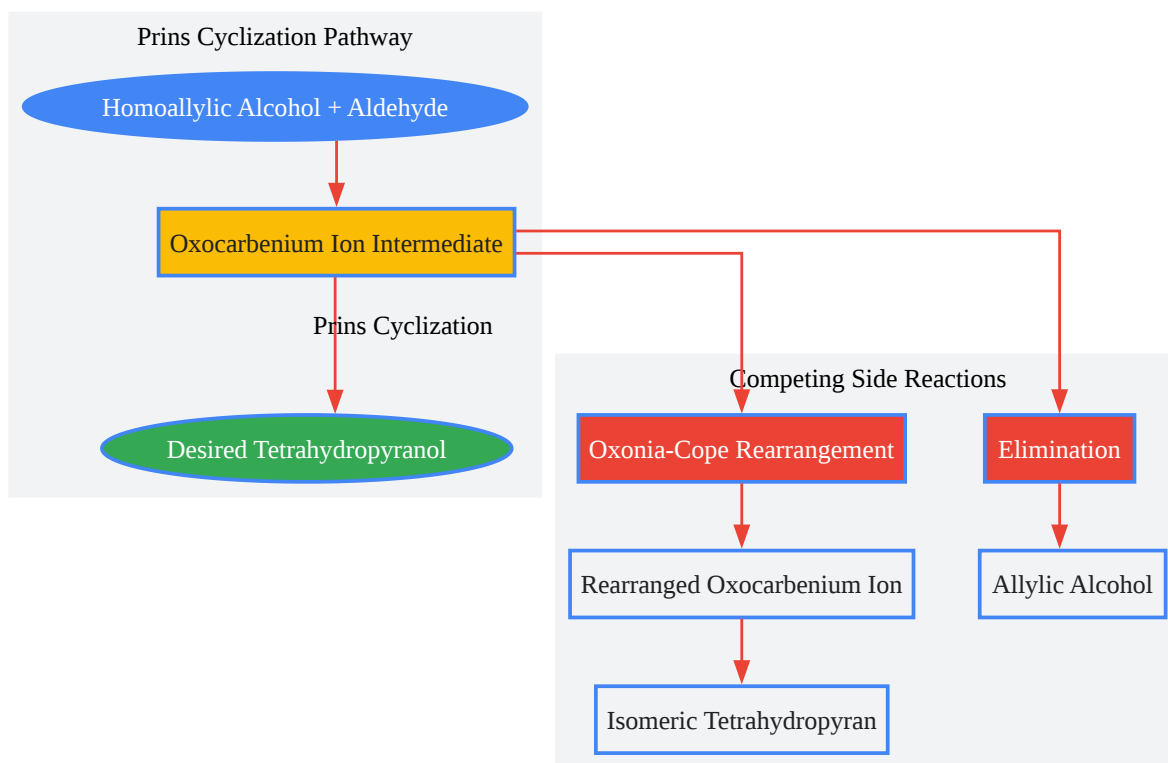 Prins Cyclization Pathway
Homoallylic Alcohol + Aldehyde
Oxocarbenium Ion Intermediate
Prins Cyclization
Desired Tetrahydropyranol
Competing Side Reactions
Oxonia-Cope Rearrangement
Elimination
Rearranged Oxocarbenium Ion
Allylic Alcohol
Isomeric Tetrahydropyran